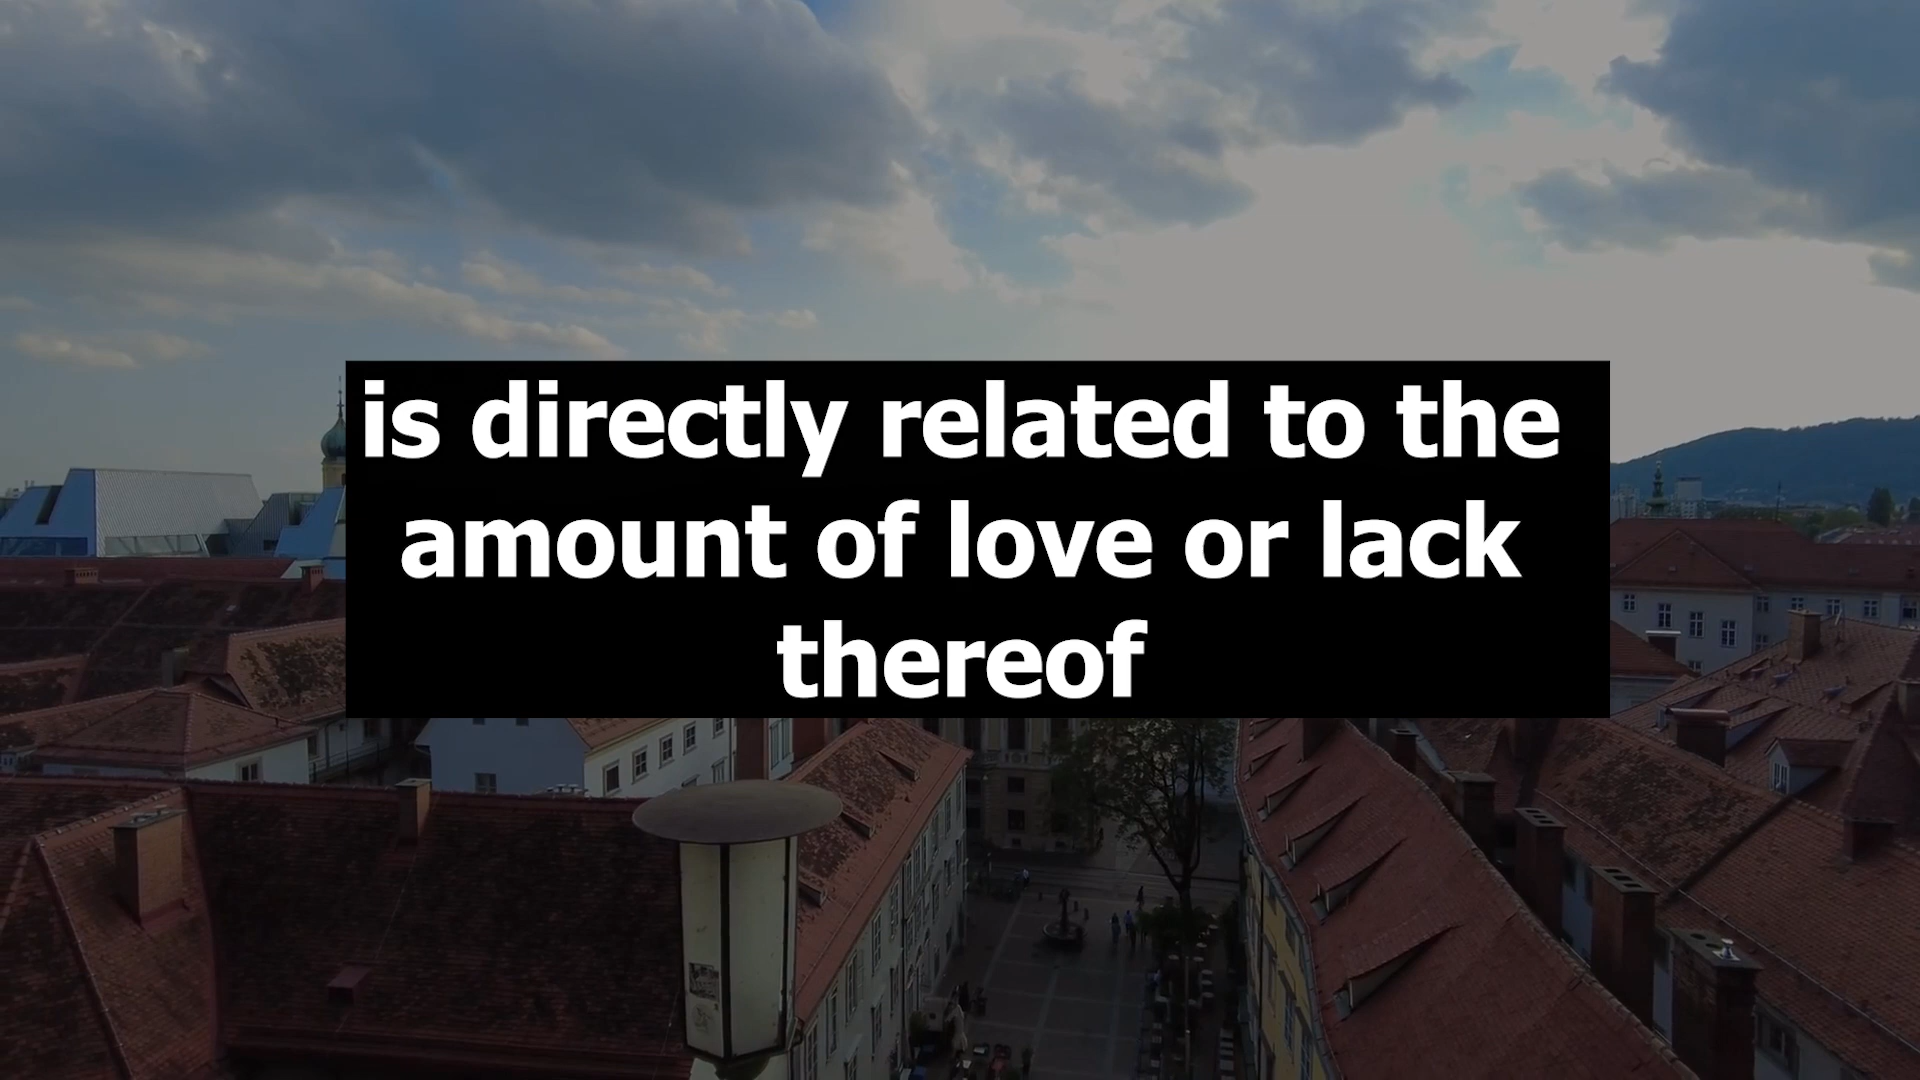 is directly related to the
amount of love or lack
thereof